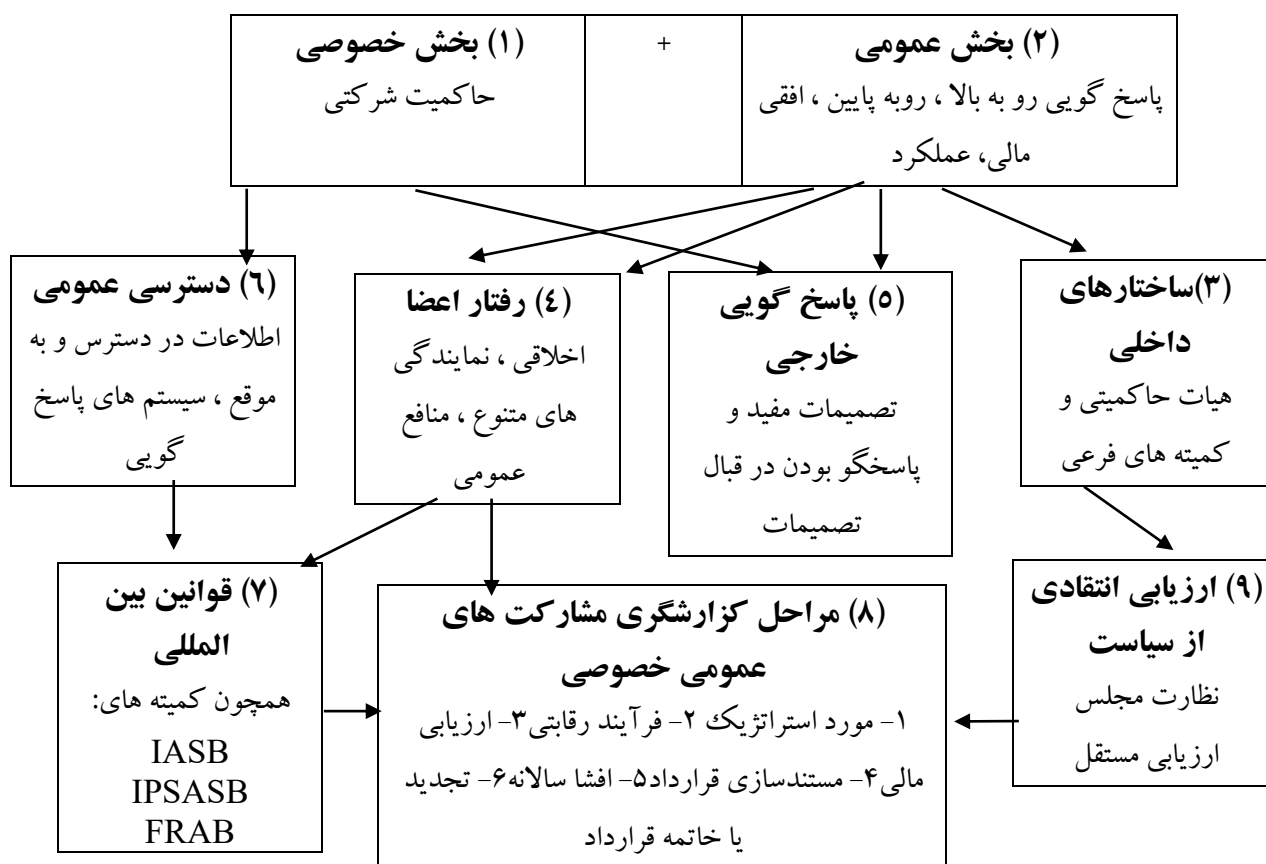 (۲) بخش عمومی
پاسخ گویی رو به بالا ، روبه پایین ، افقی
مالی، عملکرد
+
(۱) بخش خصوصی
حاکمیت شرکتی
(۳)ساختارهای
داخلی
هیات حاکمیتی و
کمیته های فرعی
(٥) پاسخ گویی
خارجی
تصمیمات مفید و
پاسخگو بودن در قبال
تصمیمات
(٤) رفتار اعضا
اخلاقی ، نمایندگی
های متنوع ، منافع
عمومی
(٦) دسترسی عمومی
اطلاعات در دسترس و به
موقع ، سیستم های پاسخ
گویی
(۹) ارزیابی انتقادی
از سیاست
نظارت مجلس
ارزیابی مستقل
(۸) مراحل کزارشگری مشارکت های
عمومی خصوصی
۱- مورد استراتژیک ۲- فرآیند رقابتی۳- ارزیابی
مالی۴- مستندسازی قرارداد۵- افشا سالانه۶- تجدید
یا خاتمه قرارداد
(۷) قوانین بین
المللی
همچون کمیته های:
IASB
IPSASB
FRAB